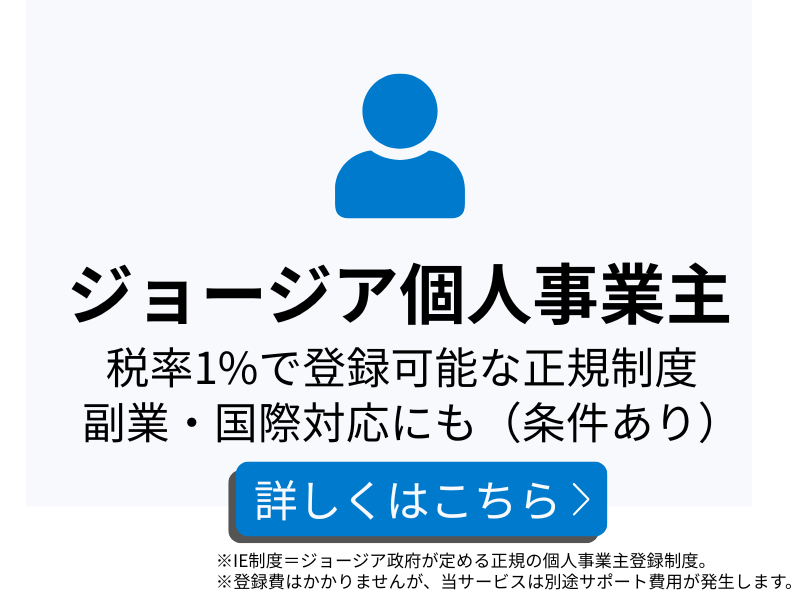 ジョージア個人事業主
税率1%で登録可能な正規制度
副業・国際対応にも（条件あり）
詳しくはこちら
※IE制度＝ジョージア政府が定める正規の個人事業主登録制度。
※登録費はかかりませんが、当サービスは別途サポート費用が発生します。